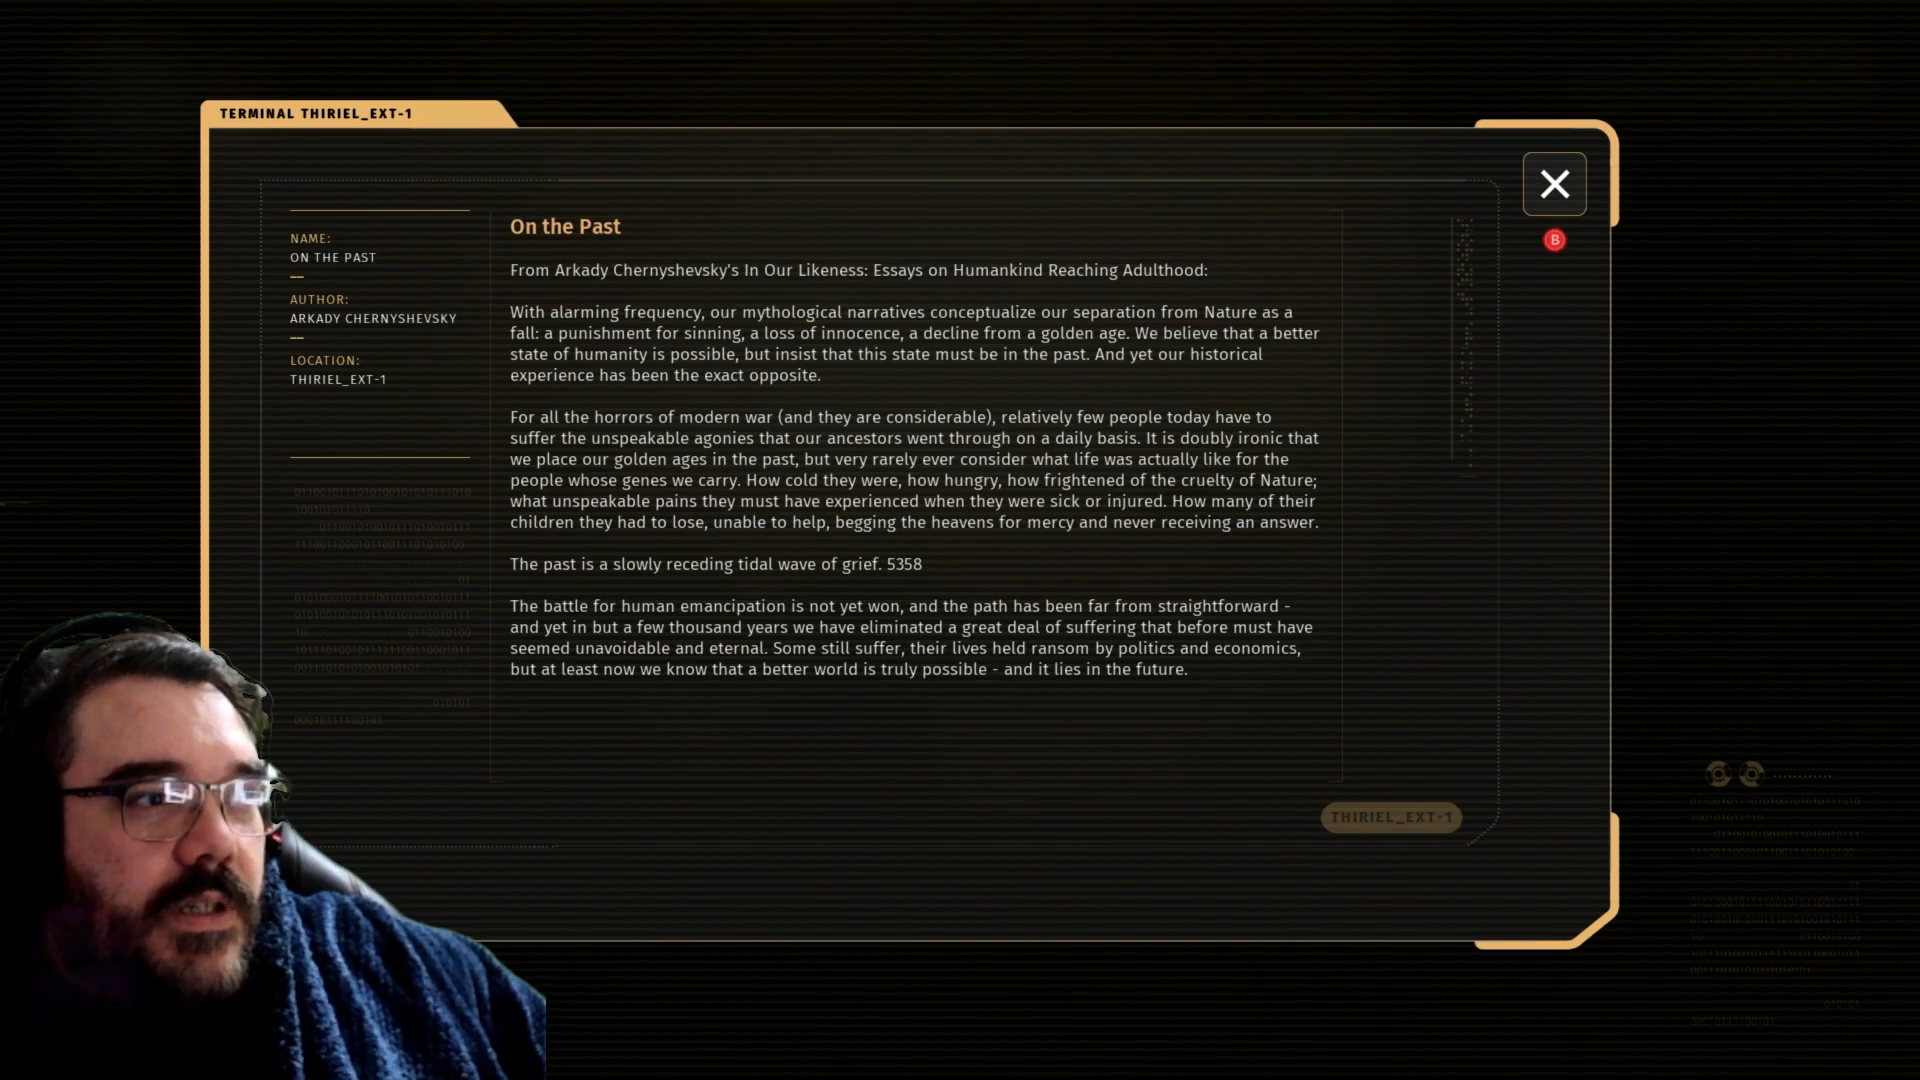 TERMINAL THIRIEL_EXT-1
B
NAME:
ON THE PAST
AUTHOR:
ARKADY CHERNYSHEVSKY
LOCATION:
THIRIEL_EXT-1
On the Past
From Arkady Chernyshevsky's In Our Likeness: Essays on Humankind Reaching Adulthood:
With alarming frequency, our mythological narratives conceptualize our separation from Nature as a
fall: a punishment for sinning, a loss of innocence, a decline from a golden age. We believe that a better
state of humanity is possible, but insist that this state must be in the past. And yet our historical
experience has been the exact opposite.
For all the horrors of modern war (and they are considerable), relatively few people today have to
suffer the unspeakable agonies that our ancestors went through on a daily basis. It is doubly ironic that
we place our golden ages in the past, but very rarely ever consider what life was actually like for the
people whose genes we carry. How cold they were, how hungry, how frightened of the cruelty of Nature;
what unspeakable pains they must have experienced when they were sick or injured. How many of their
children they had to lose, unable to help, begging the heavens for mercy and never receiving an answer.
The past is a slowly receding tidal wave of grief. 5358
The battle for human emancipation is not yet won, and the path has been far from straightforward -
and yet in but a few thousand years we have eliminated a great deal of suffering that before must have
seemed unavoidable and eternal. Some still suffer, their lives held ransom by politics and economics,
but at least now we know that a better world is truly possible - and it lies in the future.
THIRIEL_EXT-1